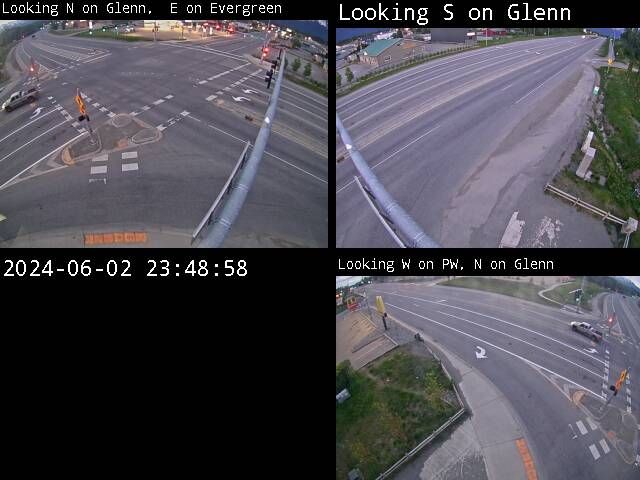 Looking N on Glenn,  E on Evergreen
Looking S on Glenn
2024-06-02 23:48:58
Looking W on PW, N on Glenn